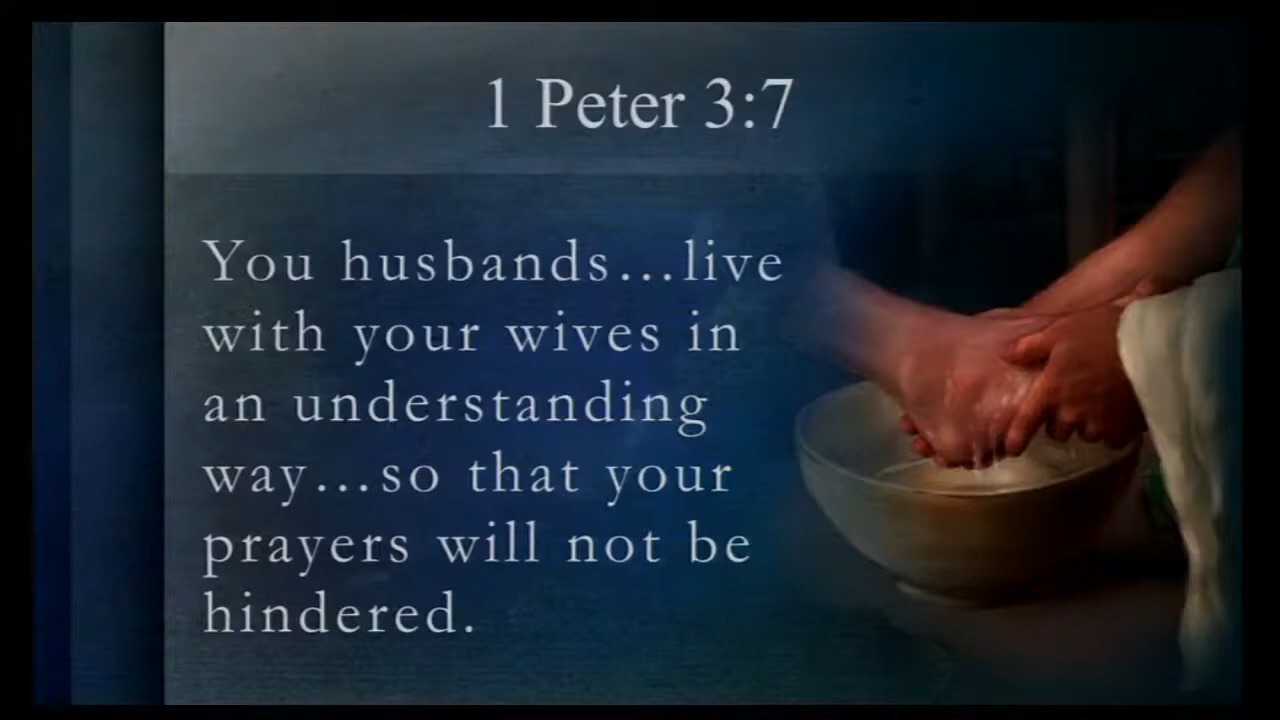 1 Peter 3:7
You husbands...live
with your wives in
an understanding
way...so that your
prayers will not be
hindered.